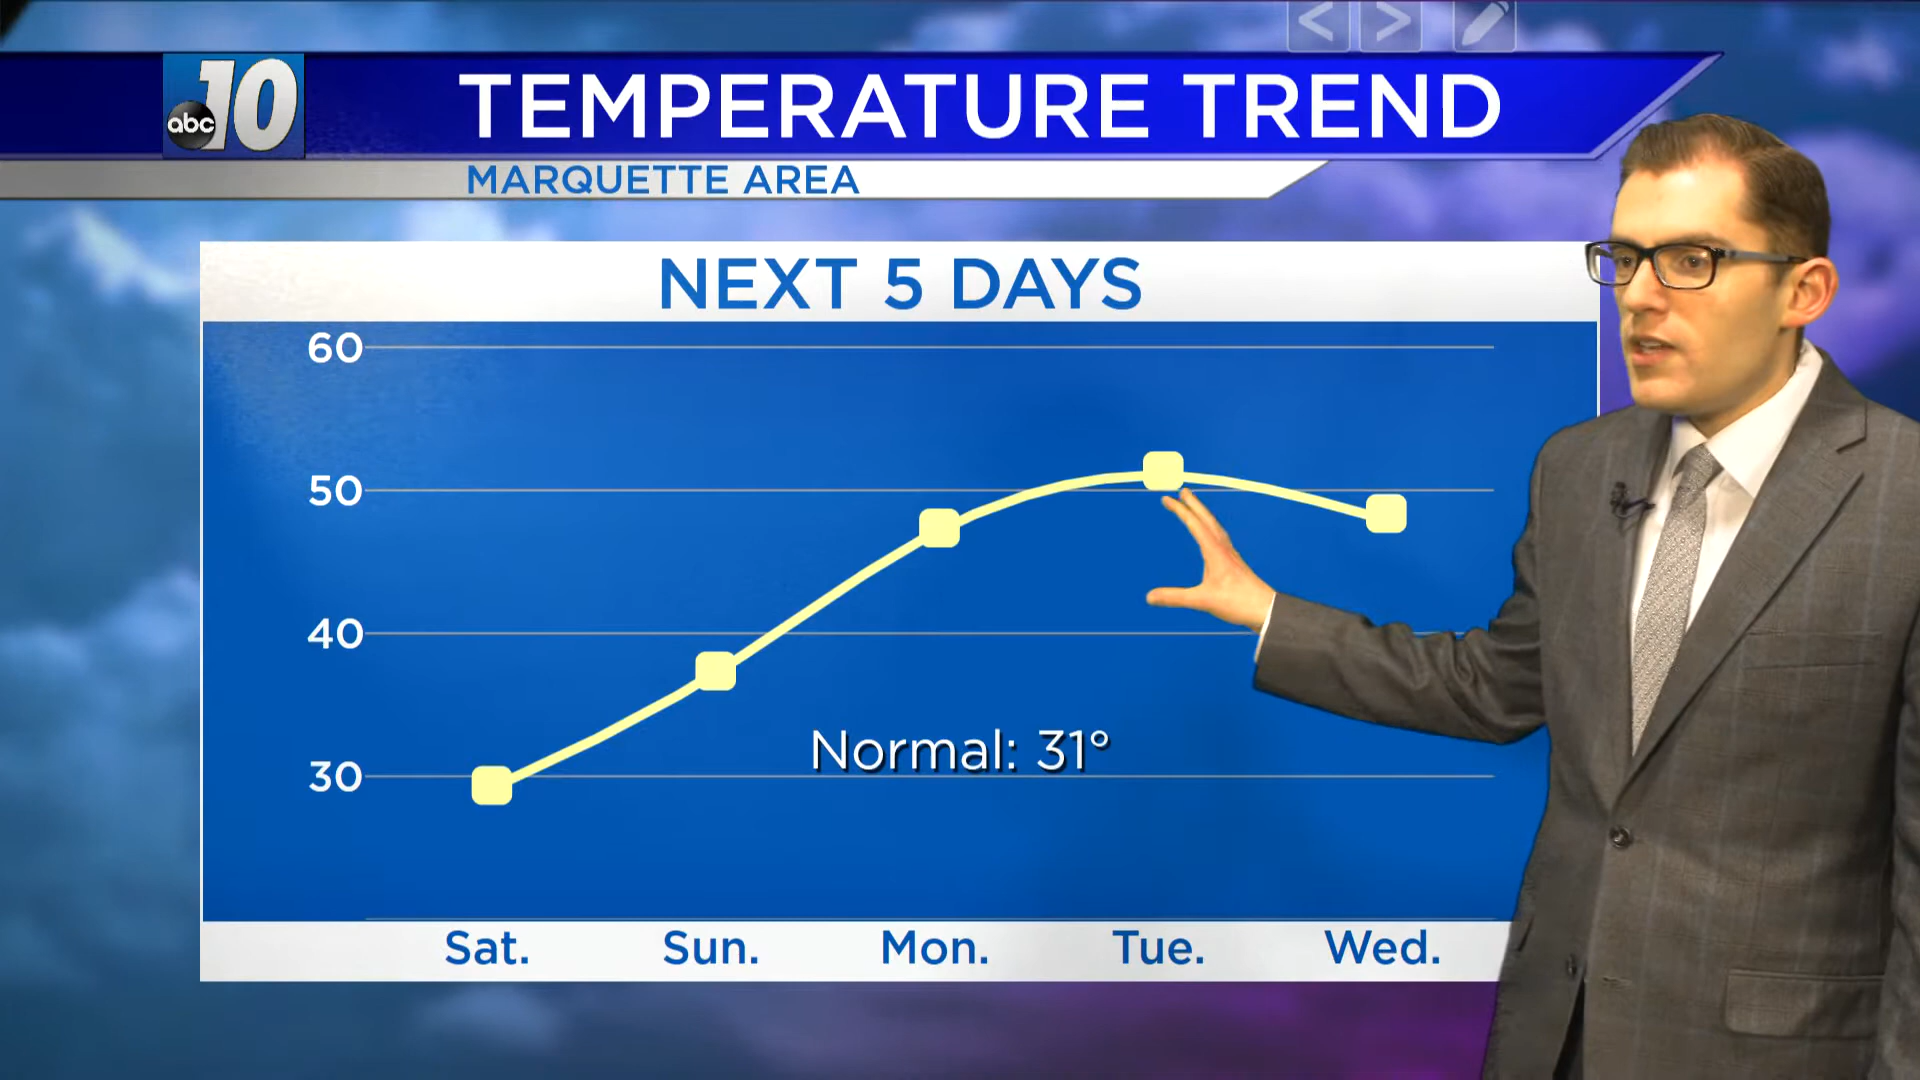 abc 10
TEMPERATURE TREND
MARQUETTE AREA
NEXT 5 DAYS
60
50
40
Normal: 31°
30
Sat. Sun. Mon. Tue. Wed.